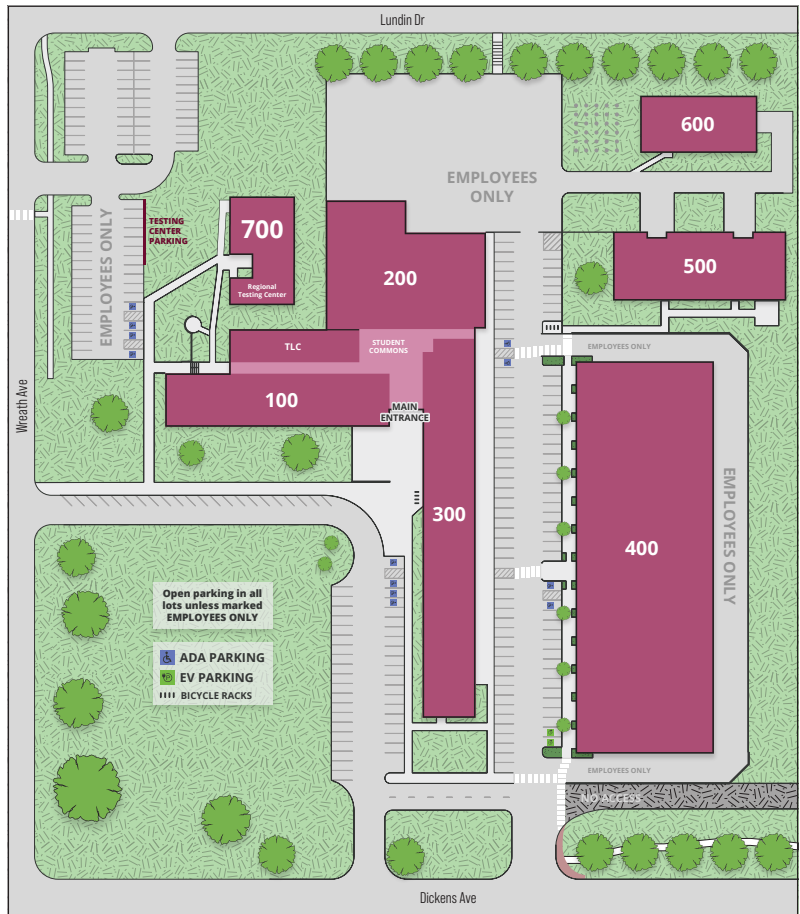 Lundin Dr
600
EMPLOYEES
ONLY
TESTING
CENTER
PARKING
EMPLOYEES ONLY
700
Regional
Testing Center
200
500
TLC
STUDENT
COMMONS
EMPLOYEES ONLY
100
MAIN
ENTRANCE
Wreath Ave
300
400
EMPLOYEES ONLY
Open parking in all
lots unless marked
EMPLOYEES ONLY
ADA PARKING
EV PARKING
BICYCLE RACKS
EMPLOYEES ONLY
NO ACCESS
Dickens Ave